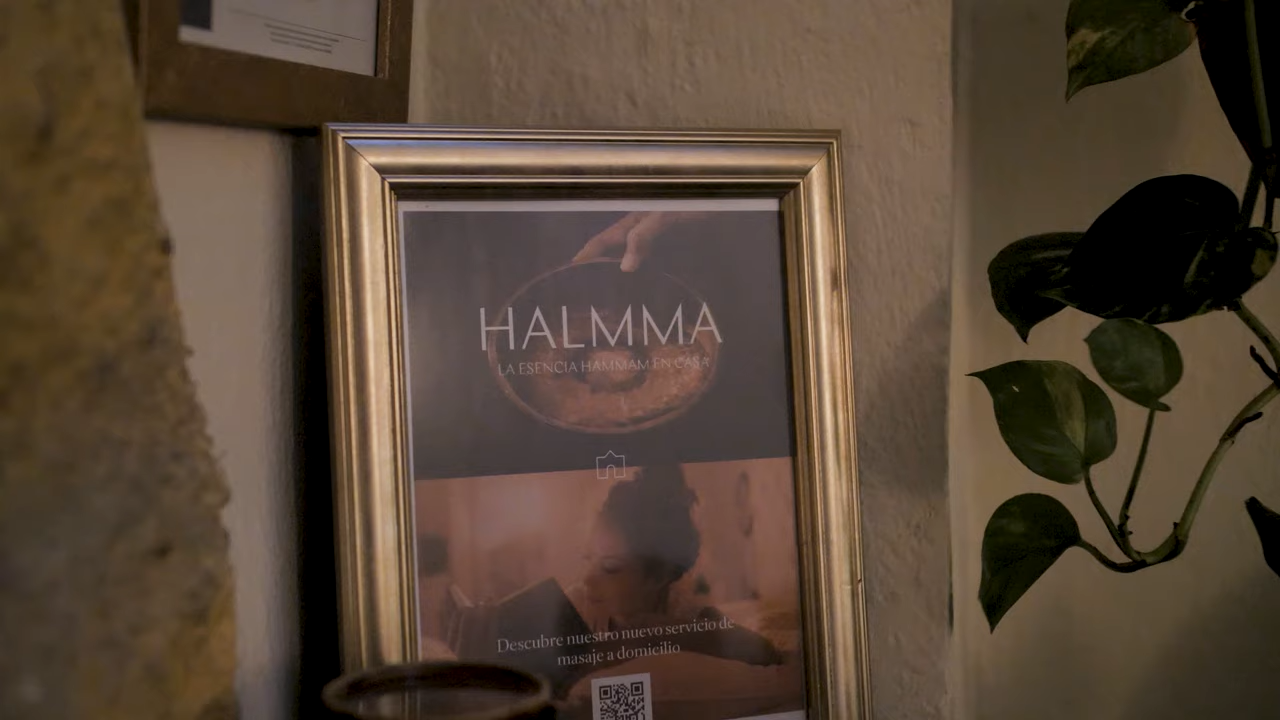 HALMMA
LA ESENCIA HAMMAM EN CASA
Descubre nuestro nuevo servicio de
masaje a domicilio